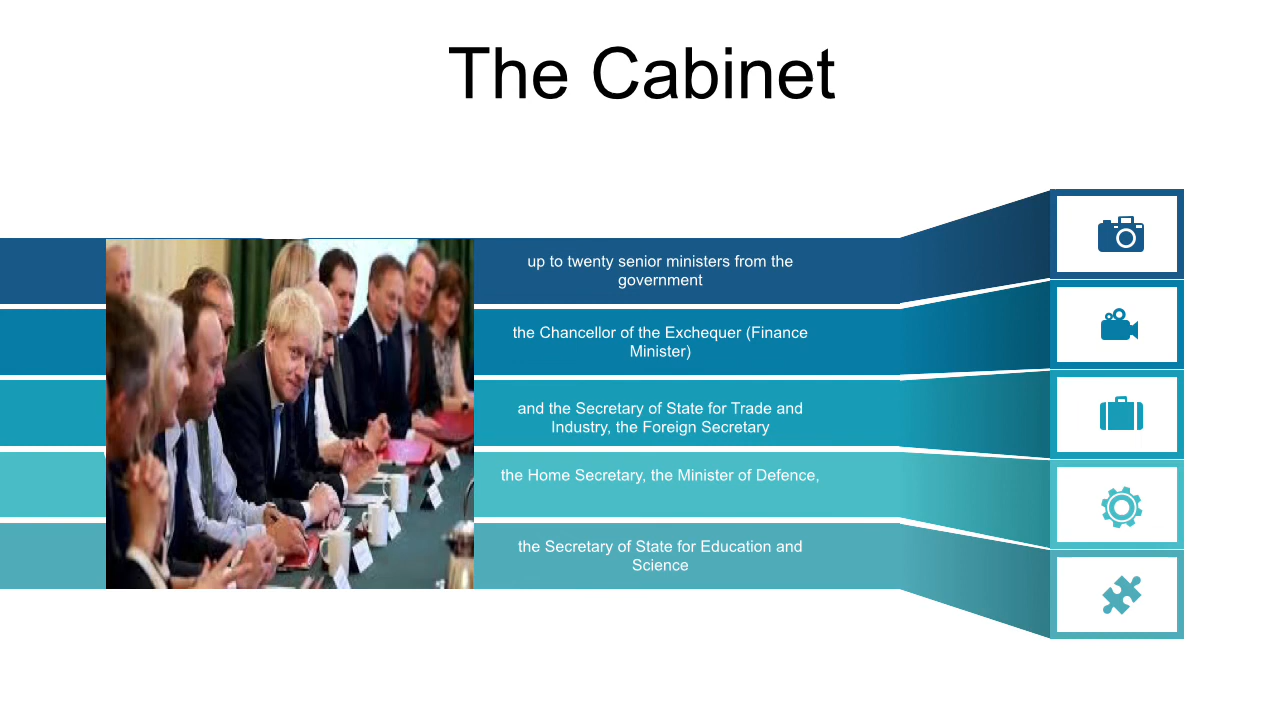 The Cabinet
up to twenty senior ministers from the
government
the Chancellor of the Exchequer (Finance
Minister)
and the Secretary of State for Trade and
Industry, the Foreign Secretary
the Home Secretary, the Minister of Defence,
the Secretary of State for Education and
Science